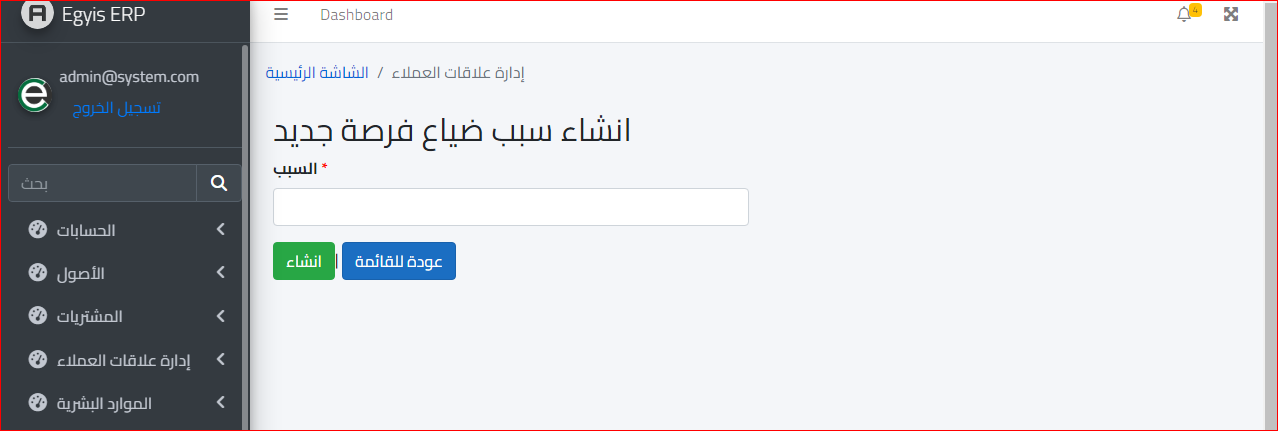 Egyis ERP
Dashboard
4
admin@system.com
تسجيل الخروج
الشاشة الرئيسية / إدارة علاقات العملاء
انشاء سبب ضياع فرصة جديد
السبب *
بحث
انشاء | عودة للقائمة
الحسابات
الأصول
المشتريات
إدارة علاقات العملاء
الموارد البشرية